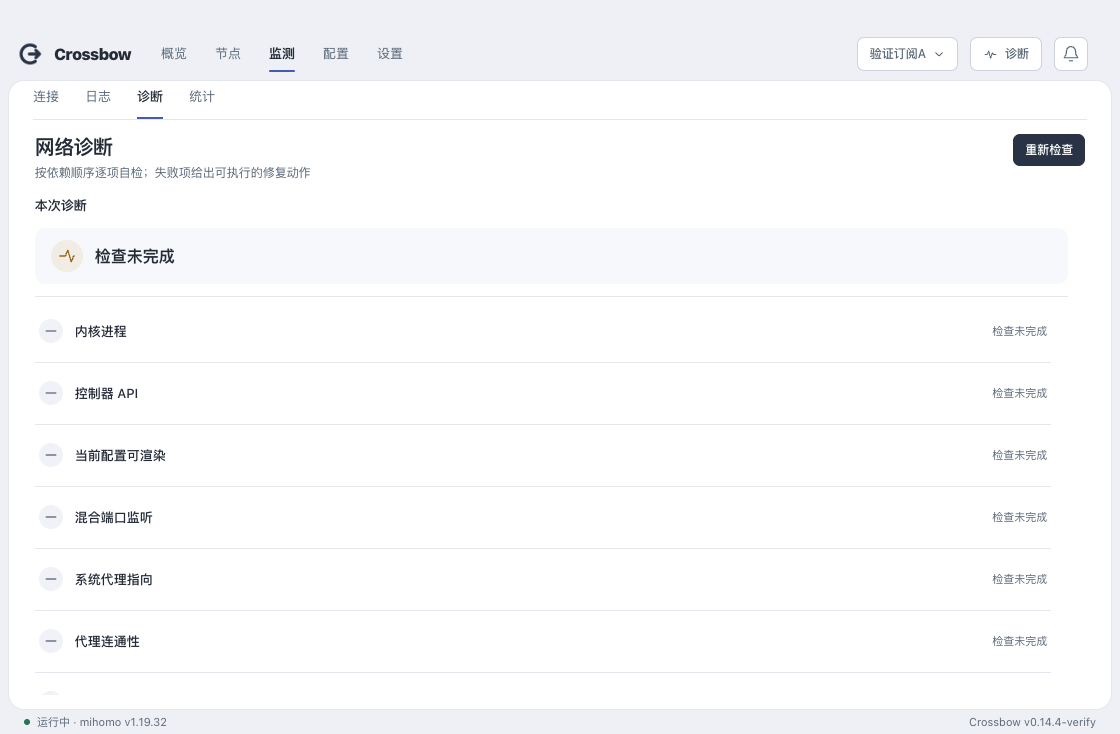 Crossbow 概览 节点 监测 配置 设置 验证订阅A 诊断
连接 日志 诊断 统计
网络诊断
重新检查
按依赖顺序逐项自检；失败项给出可执行的修复动作
本次诊断
检查未完成
内核进程 检查未完成
控制器 API 检查未完成
当前配置可渲染 检查未完成
混合端口监听 检查未完成
系统代理指向 检查未完成
代理连通性 检查未完成
运行中 · mihomo v1.19.32 Crossbow v0.14.4-verify